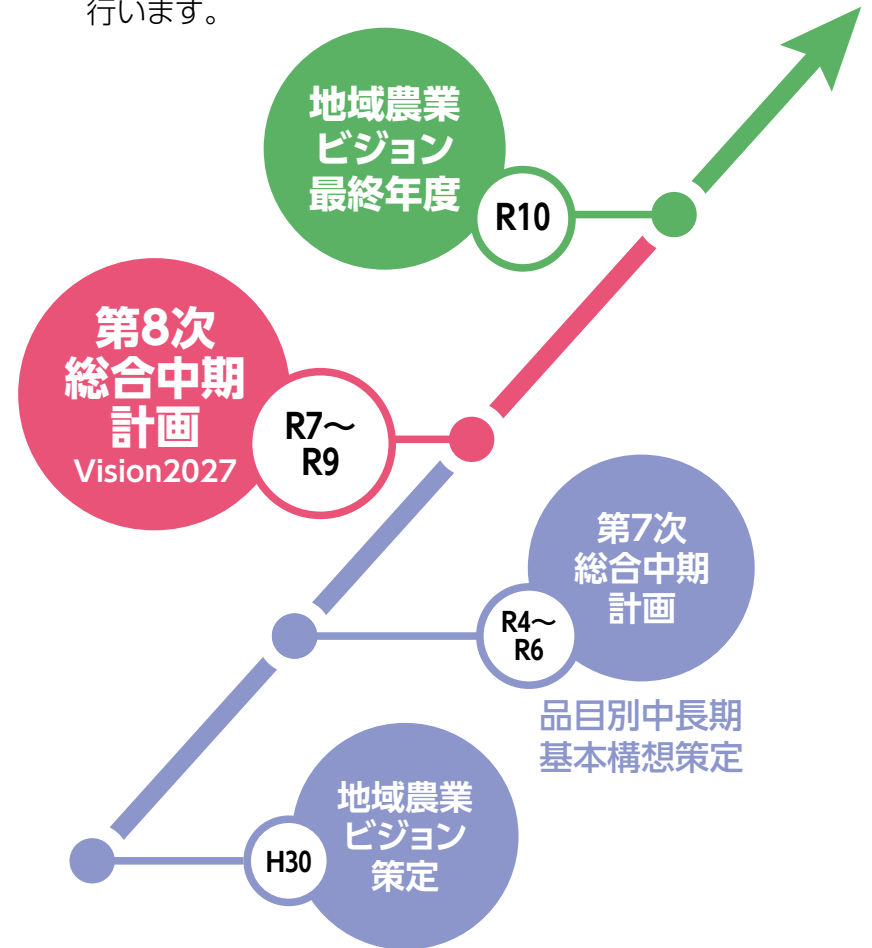 行います。
地域農業
ビジョン
最終年度
R10
第8次
総合中期
計画
Vision2027
R7～
R9
第7次
総合中期
計画
R4～
R6
品目別中長期
基本構想策定
地域農業
ビジョン
策定
H30